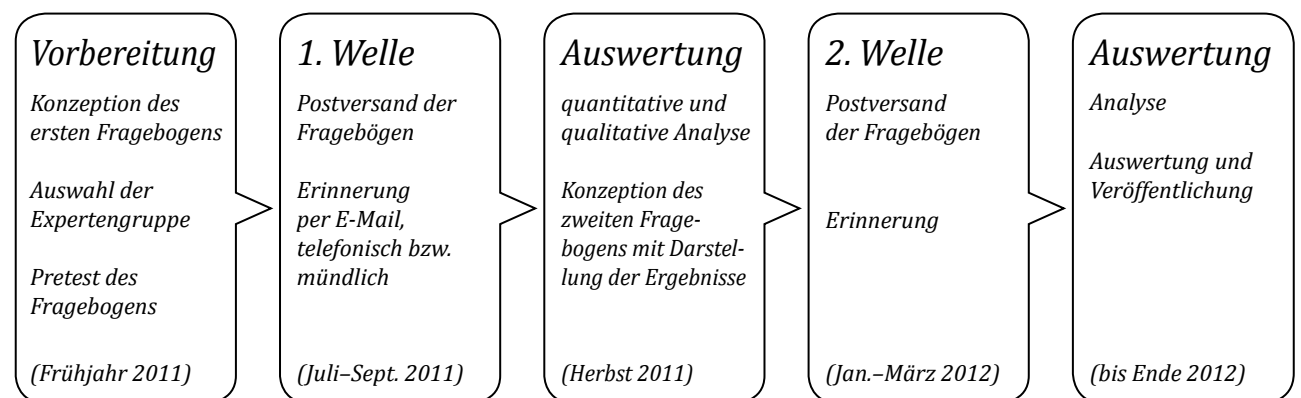 Vorbereitung
Konzeption des
ersten Fragebogens
Auswahl der
Expertengruppe
Pretest des
Fragebogens
(Frühjahr 2011)
1. Welle
Postversand der
Fragebögen
Erinnerung
per E-Mail,
telefonisch bzw.
mündlich
(Juli–Sept. 2011)
Auswertung
quantitative und
qualitative Analyse
Konzeption des
zweiten Frage-
bogens mit Darstel-
lung der Ergebnisse
(Herbst 2011)
2. Welle
Postversand
der Fragebögen
Erinnerung
(Jan.–März 2012)
Auswertung
Analyse
Auswertung und
Veröffentlichung
(bis Ende 2012)